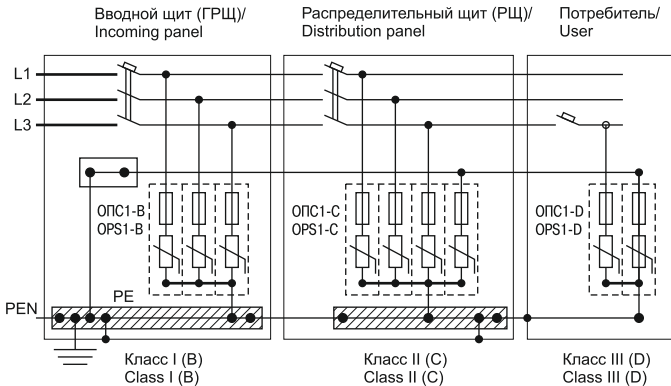 Вводной щит (ГРЩ)/
Incoming panel
Распределительный щит (РЩ)/
Distribution panel
Потребитель/
User
L1
L2
L3
ОПС1-В
OPS1-B
ОПС1-С
OPS1-C
ОПС1-D
OPS1-D
PEN
PE
Класс I (B)
Class I (B)
Класс II (C)
Class II (C)
Класс III (D)
Class III (D)